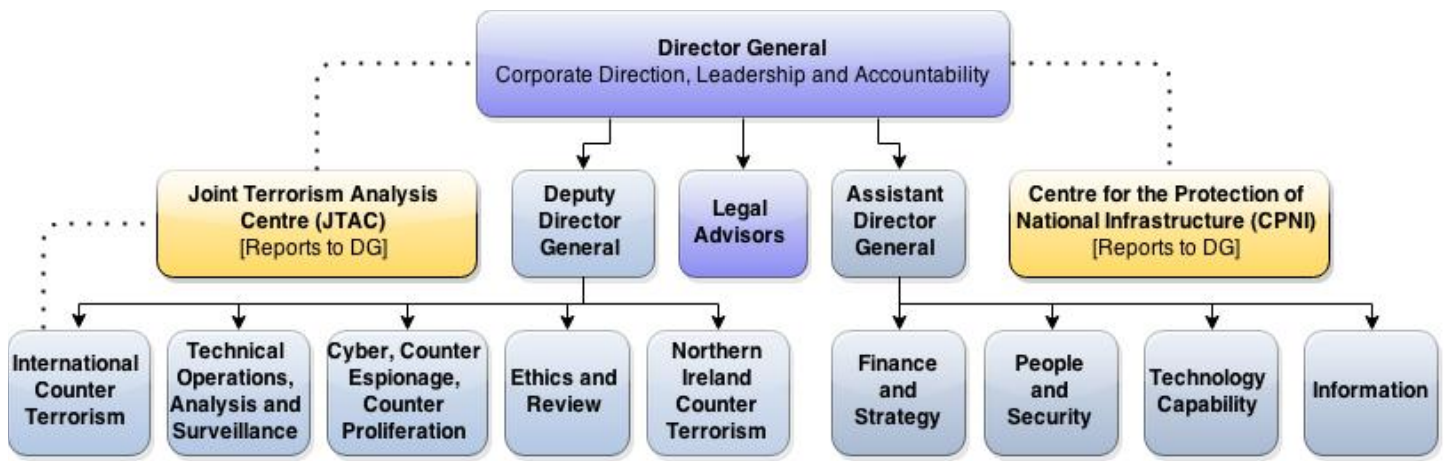 Director General
Corporate Direction, Leadership and Accountability
Joint Terrorism Analysis
Centre (JTAC)
[Reports to DG]
Deputy
Director
General
Legal
Advisors
Assistant
Director
General
Centre for the Protection of
National Infrastructure (CPNI)
[Reports to DG]
International
Counter
Terrorism
Technical
Operations,
Analysis and
Surveillance
Cyber, Counter
Espionage,
Counter
Proliferation
Ethics and
Review
Northern
Ireland
Counter
Terrorism
Finance
and
Strategy
People
and
Security
Technology
Capability
Information